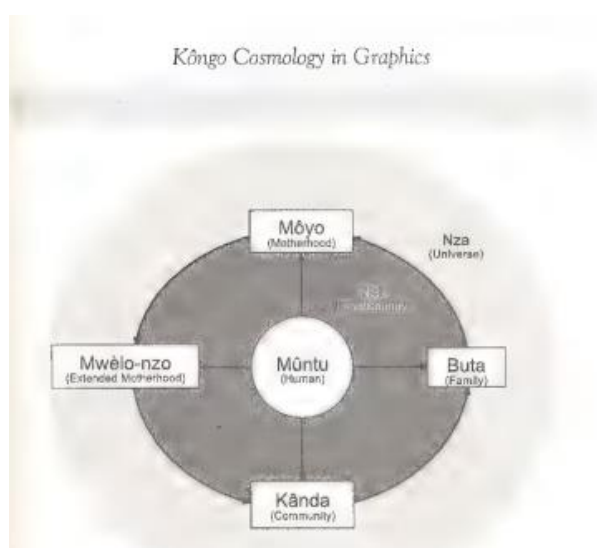 Kôngo Cosmology in Graphics
Môyo
(Motherhood)
Nza
(Universe)
Mwèlo-nzo
(Extended Motherhood)
Mûntu
(Human)
Buta
(Family)
Kânda
(Community)